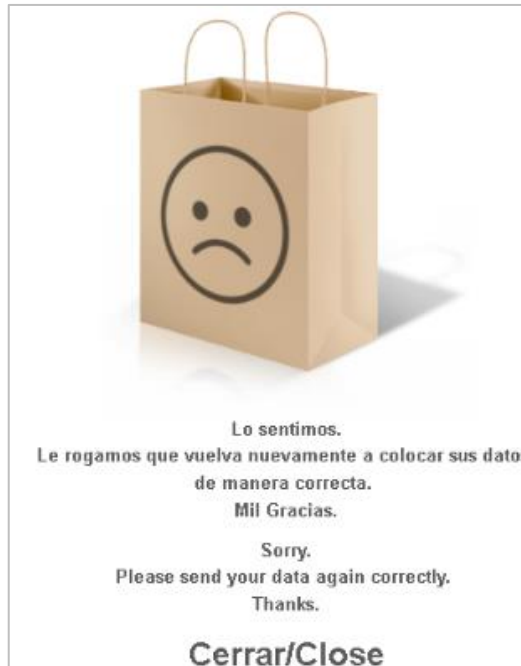 Lo sentimos.
Le rogamos que vuelva nuevamente a colocar sus dato
de manera correcta.
Mil Gracias.
Sorry.
Please send your data again correctly.
Thanks.
Cerrar/Close